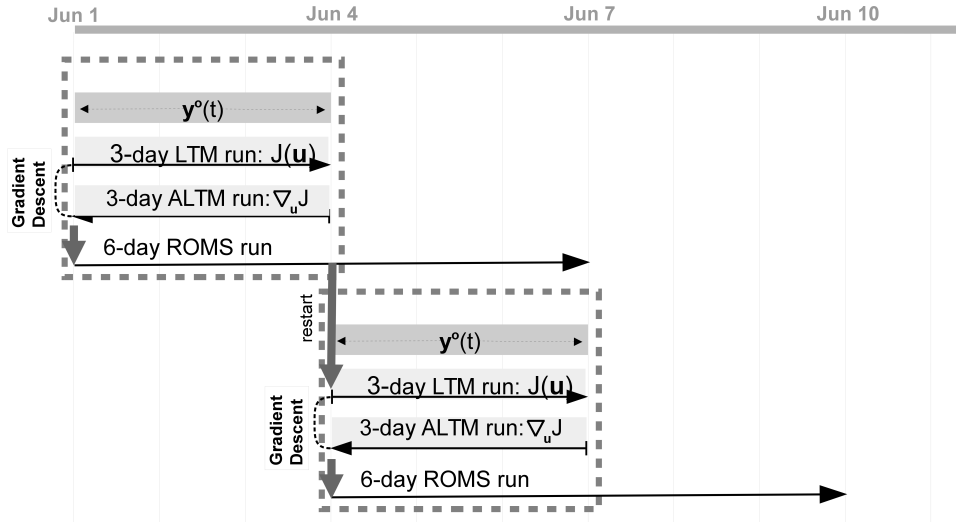 Jun 1 Jun 4 Jun 7 Jun 10
yº(t)
3-day LTM run: J(u)
Gradient
Descent
3-day ALTM run:∇uJ
6-day ROMS run
restart
yº(t)
3-day LTM run: J(u)
Gradient
Descent
3-day ALTM run:∇uJ
6-day ROMS run